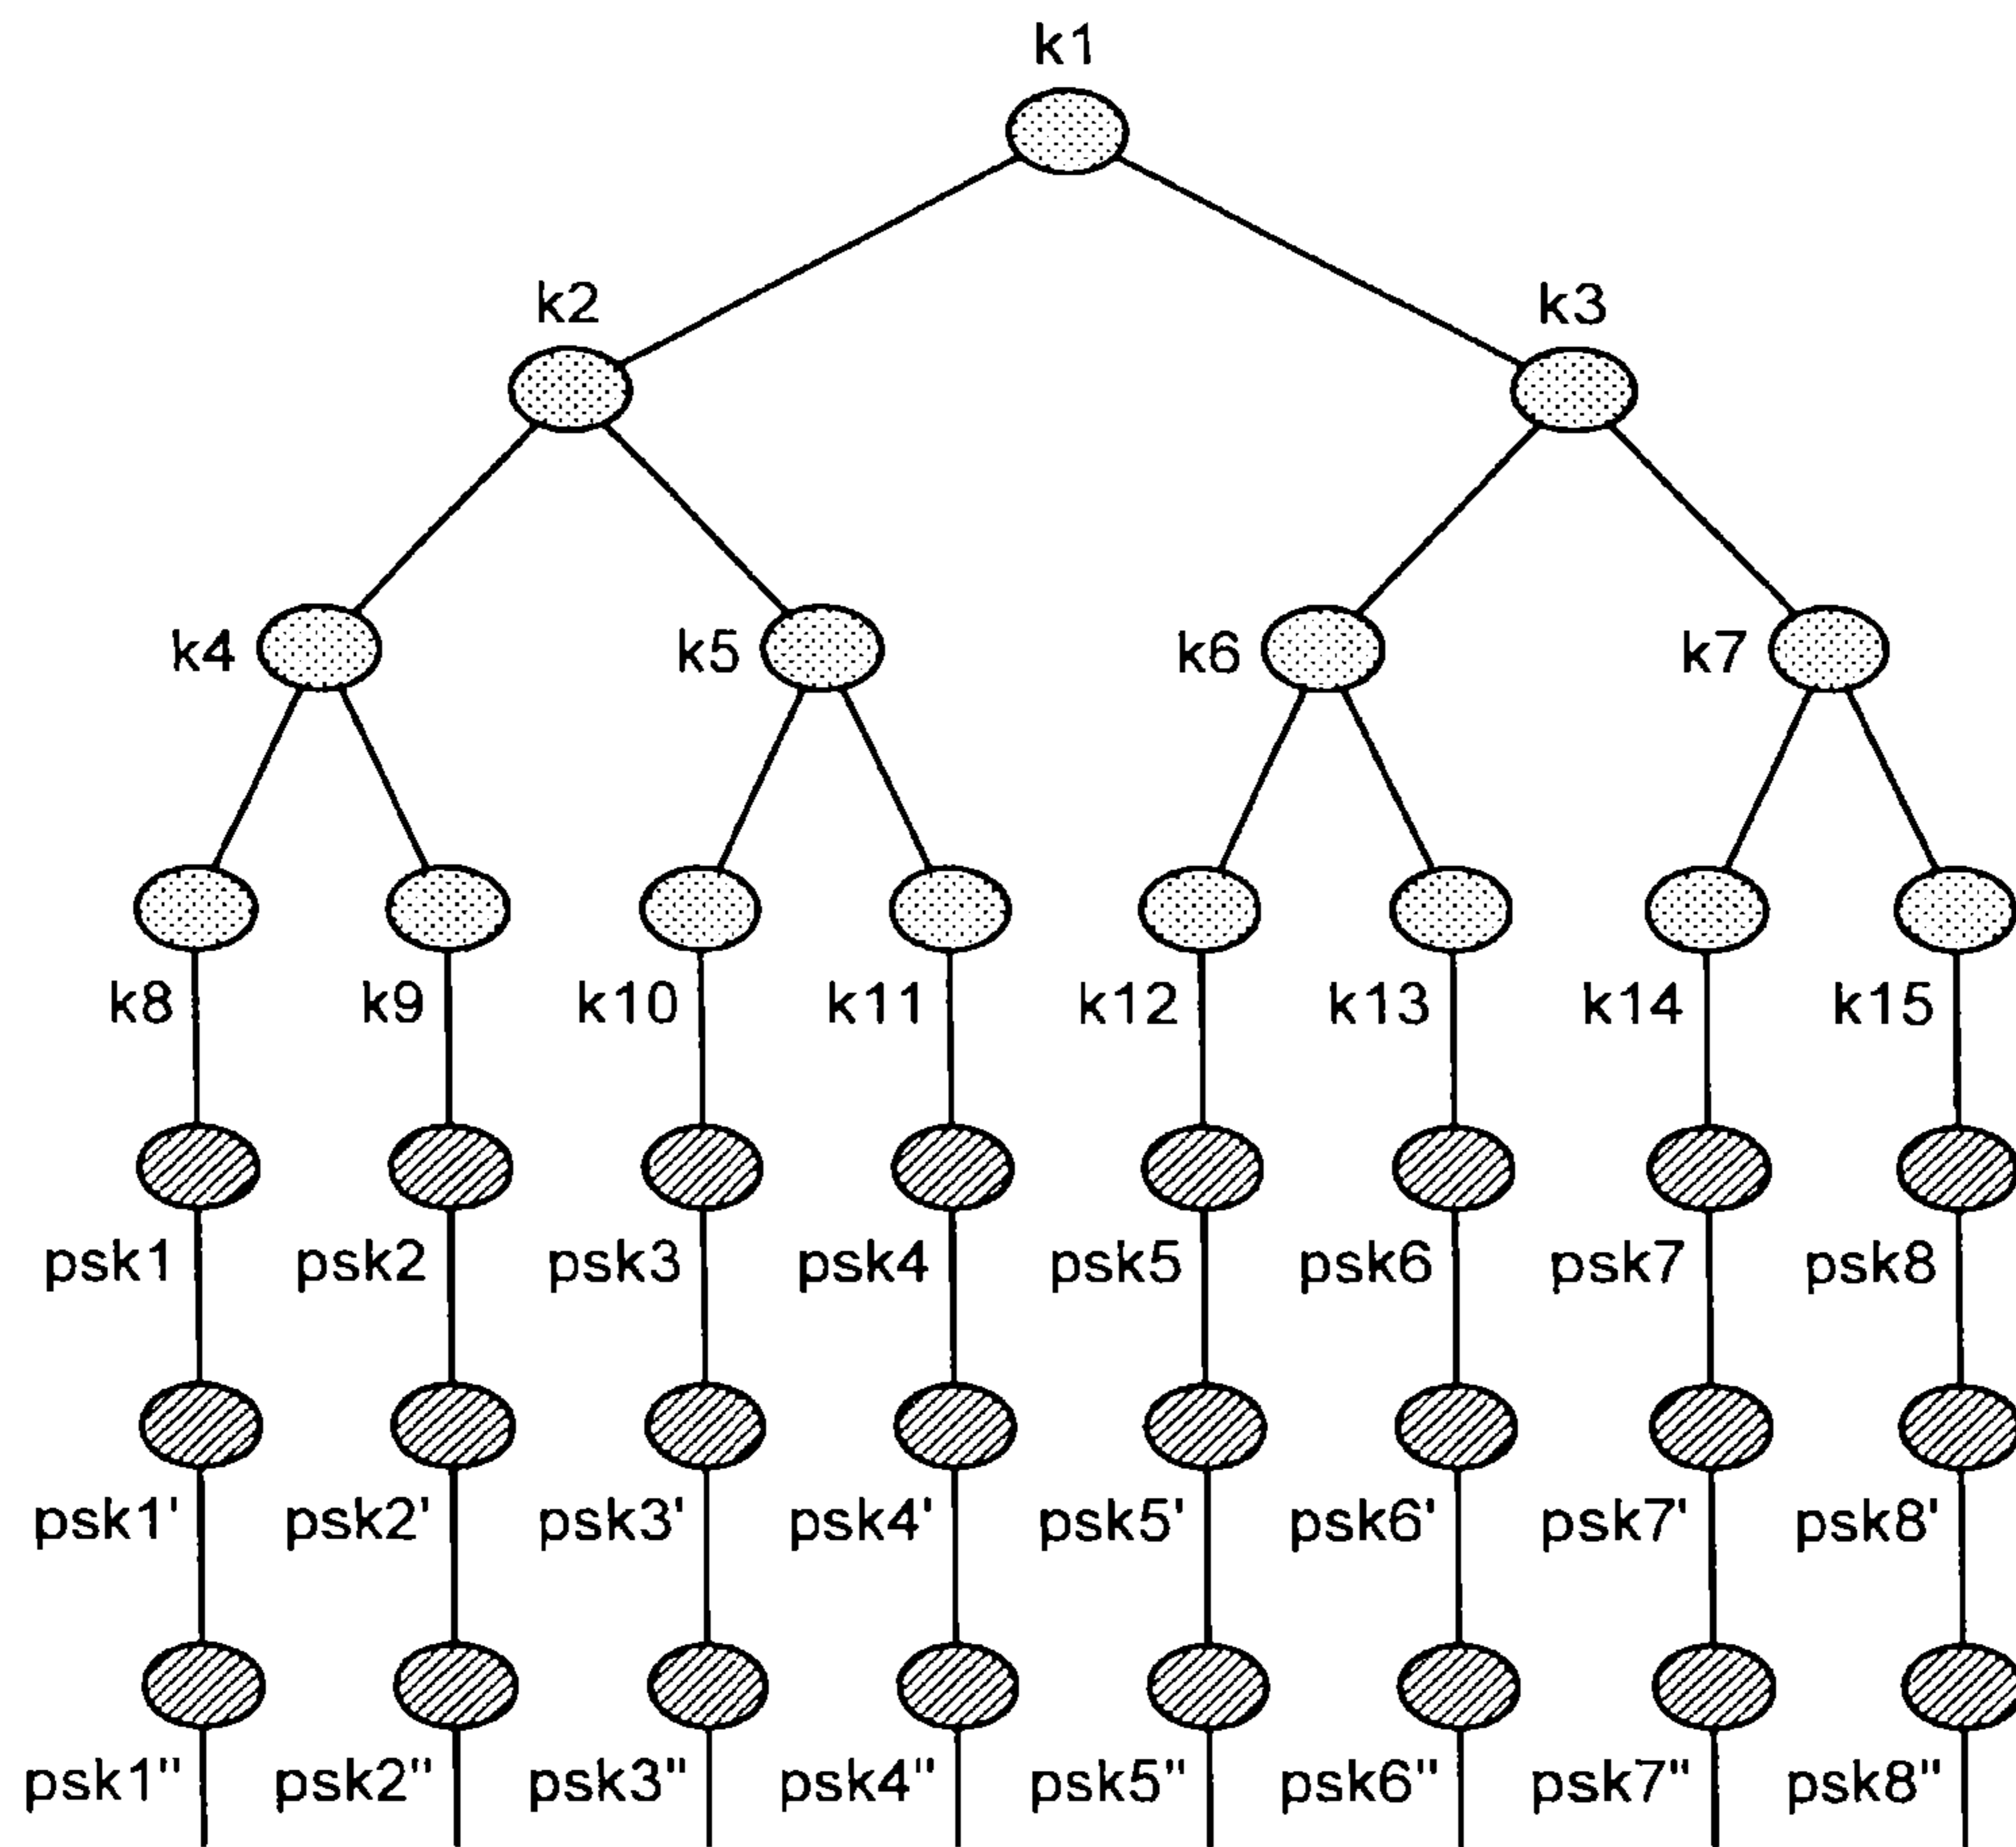 k1
k2 k3
k4 k5 k6 k7
k8 k9 k10 k11 k12 k13 k14 k15
psk1 psk2 psk3 psk4 psk5 psk6 psk7 psk8
psk1' psk2' psk3' psk4' psk5' psk6' psk7' psk8'
psk1" psk2" psk3" psk4" psk5" psk6" psk7" psk8"